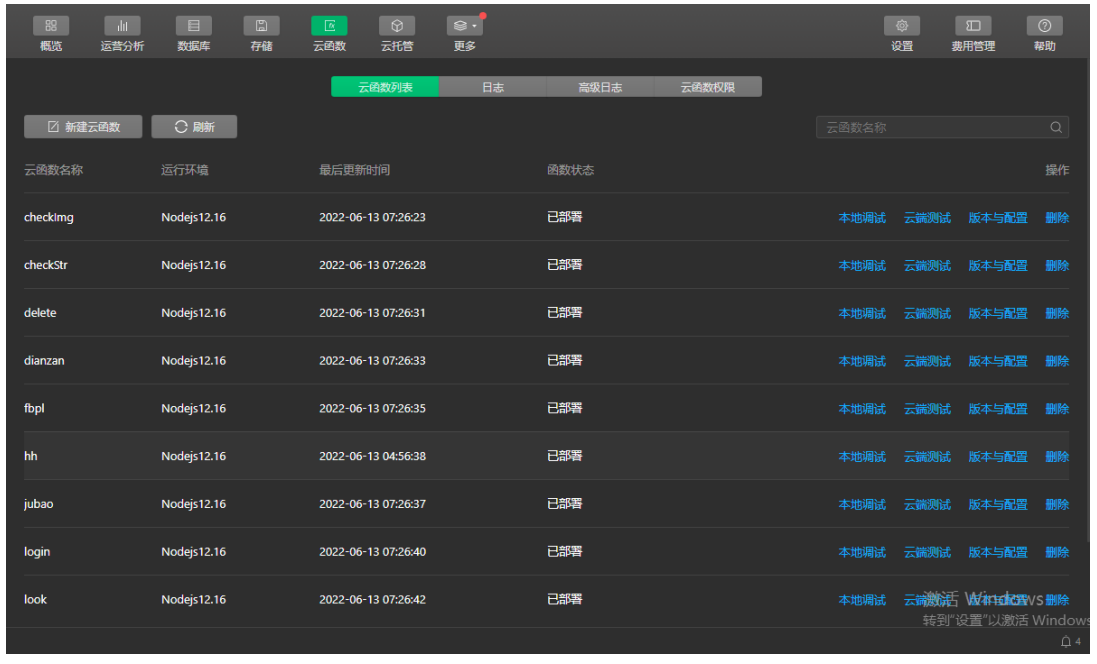 概览 运营分析 数据库 存储 云函数 云托管 更多 设置 费用管理 帮助
云函数列表 日志 高级日志 云函数权限
新建云函数 刷新 云函数名称
云函数名称 运行环境 最后更新时间 函数状态 操作
checkImg Nodejs12.16 2022-06-13 07:26:23 已部署 本地调试 云端测试 版本与配置 删除
checkStr Nodejs12.16 2022-06-13 07:26:28 已部署 本地调试 云端测试 版本与配置 删除
delete Nodejs12.16 2022-06-13 07:26:31 已部署 本地调试 云端测试 版本与配置 删除
dianzan Nodejs12.16 2022-06-13 07:26:33 已部署 本地调试 云端测试 版本与配置 删除
fbpl Nodejs12.16 2022-06-13 07:26:35 已部署 本地调试 云端测试 版本与配置 删除
hh Nodejs12.16 2022-06-13 04:56:38 已部署 本地调试 云端测试 版本与配置 删除
jubao Nodejs12.16 2022-06-13 07:26:37 已部署 本地调试 云端测试 版本与配置 删除
login Nodejs12.16 2022-06-13 07:26:40 已部署 本地调试 云端测试 版本与配置 删除
look Nodejs12.16 2022-06-13 07:26:42 已部署 本地调试 云端测试 版本与配置 删除
激活 Windows
转到"设置"以激活 Windows
4